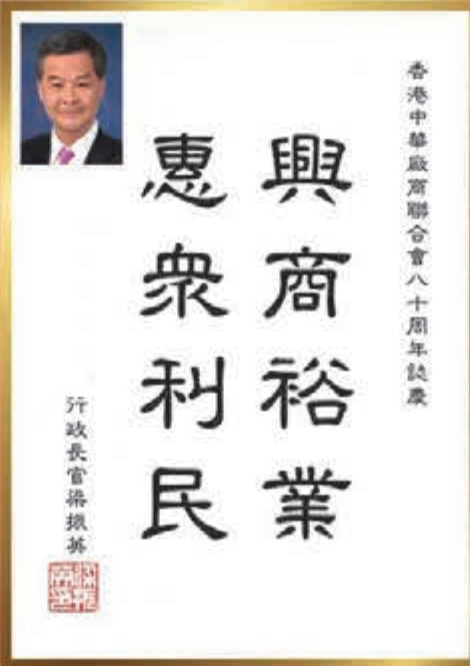 香港中華廠商聯合會八十周年誌慶
興商裕業
惠衆利民
行政長官梁振英